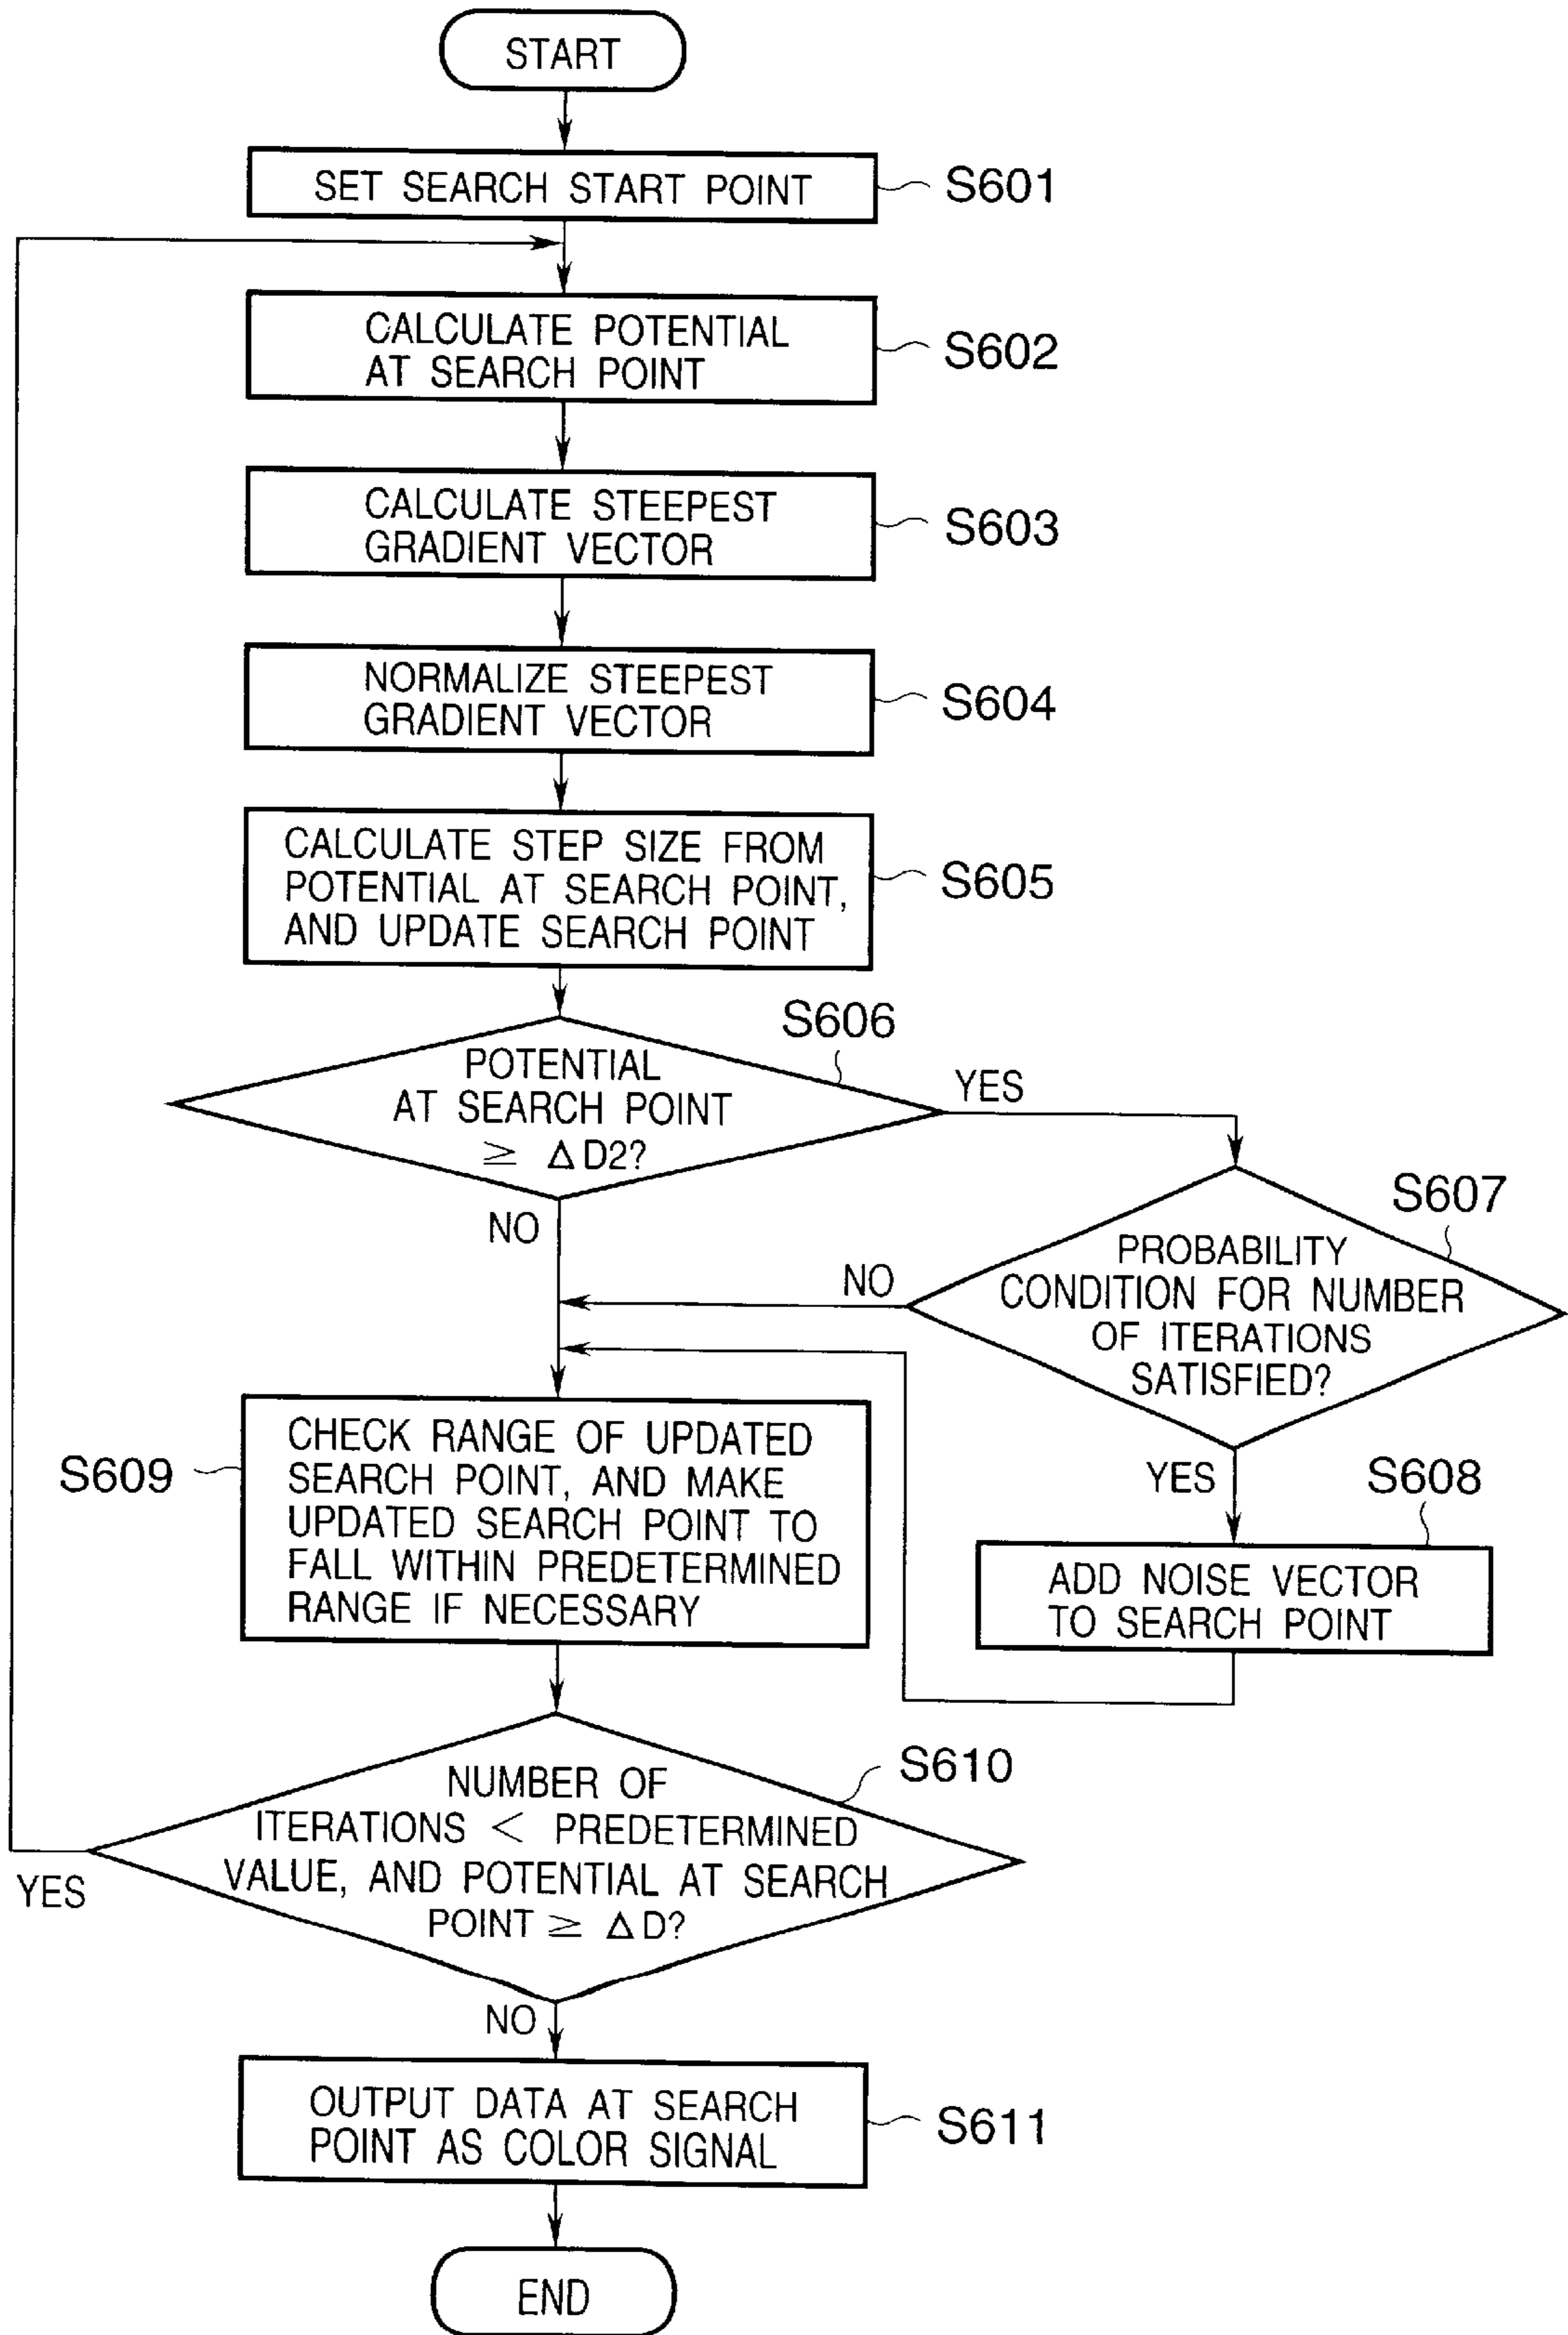 START
SET SEARCH START POINT
S601
CALCULATE POTENTIAL
AT SEARCH POINT
S602
CALCULATE STEEPEST
GRADIENT VECTOR
S603
NORMALIZE STEEPEST
GRADIENT VECTOR
S604
CALCULATE STEP SIZE FROM
POTENTIAL AT SEARCH POINT,
AND UPDATE SEARCH POINT
S605
S606
POTENTIAL
AT SEARCH POINT
≧ ΔD2?
YES
NO
S607
PROBABILITY
CONDITION FOR NUMBER
OF ITERATIONS
SATISFIED?
NO
YES
S608
ADD NOISE VECTOR
TO SEARCH POINT
S609
CHECK RANGE OF UPDATED
SEARCH POINT, AND MAKE
UPDATED SEARCH POINT TO
FALL WITHIN PREDETERMINED
RANGE IF NECESSARY
S610
NUMBER OF
ITERATIONS < PREDETERMINED
VALUE, AND POTENTIAL AT SEARCH
POINT ≧ ΔD?
YES
NO
OUTPUT DATA AT SEARCH
POINT AS COLOR SIGNAL
S611
END